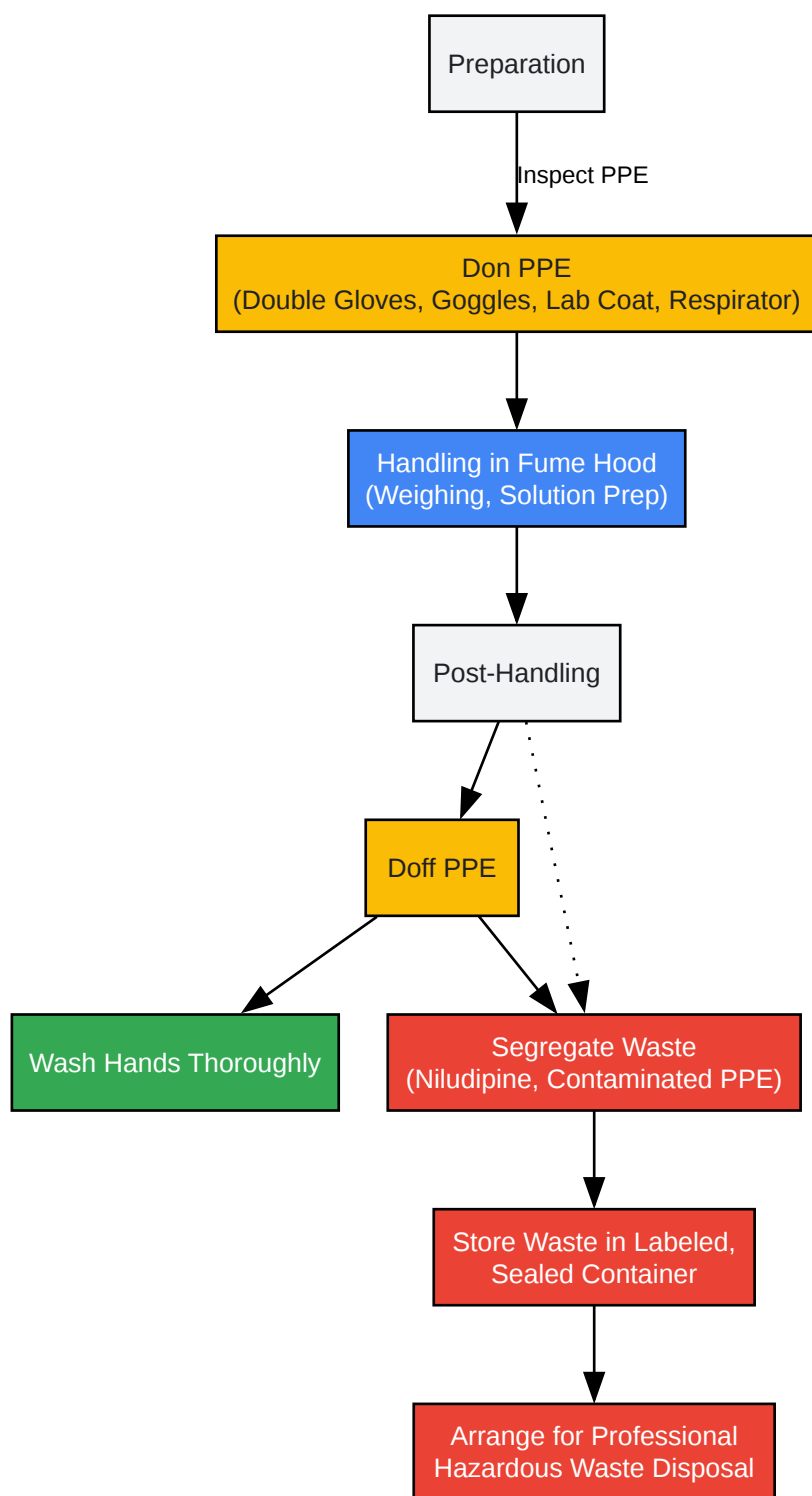 Preparation
Inspect PPE
Don PPE
(Double Gloves, Goggles, Lab Coat, Respirator)
Handling in Fume Hood
(Weighing, Solution Prep)
Post-Handling
Doff PPE
Wash Hands Thoroughly
Segregate Waste
(Niludipine, Contaminated PPE)
Store Waste in Labeled,
Sealed Container
Arrange for Professional
Hazardous Waste Disposal